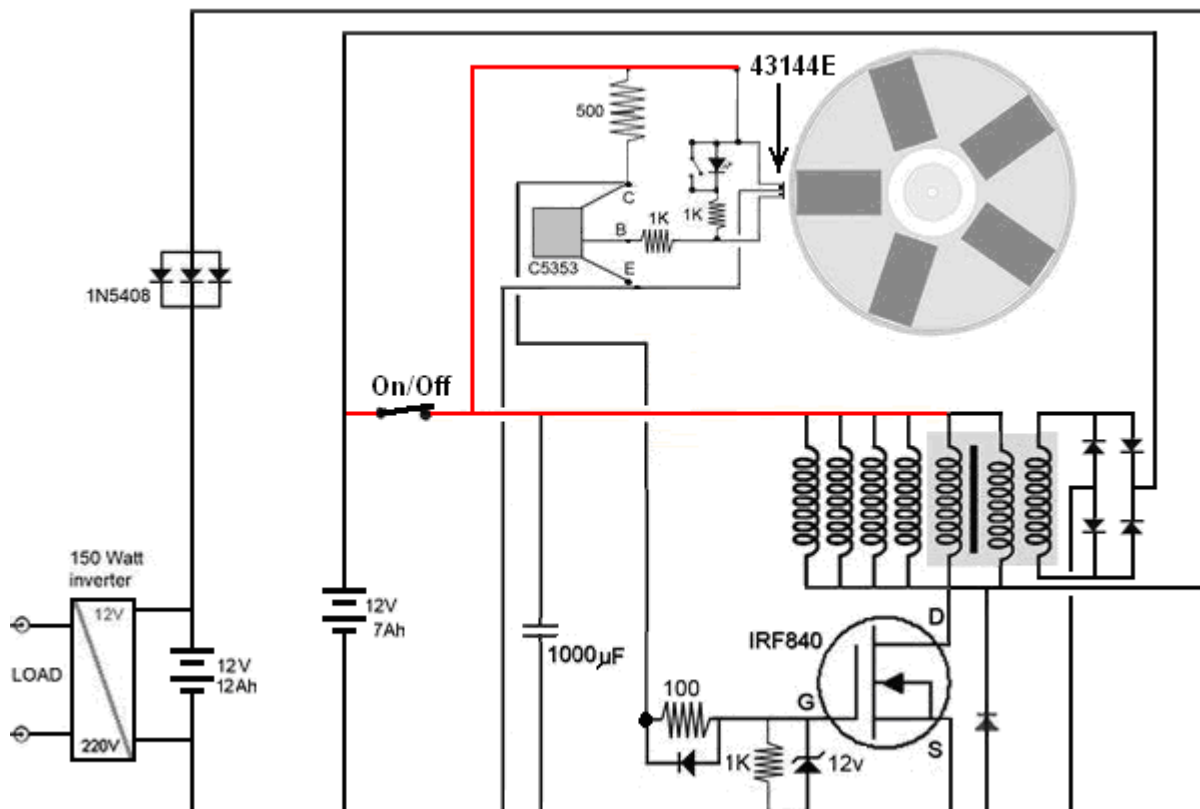 43144E
500
C
1K
1K
B
C5353
E
1N5408
On/Off
150 Watt
inverter
12V
12V
7Ah
D
IRF840
1000µF
LOAD
12V
12Ah
100
G
220V
S
1K
12v